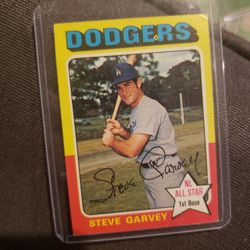 DODGERS
Steve Garvey
NL
ALL STAR
1st Base
STEVE GARVEY